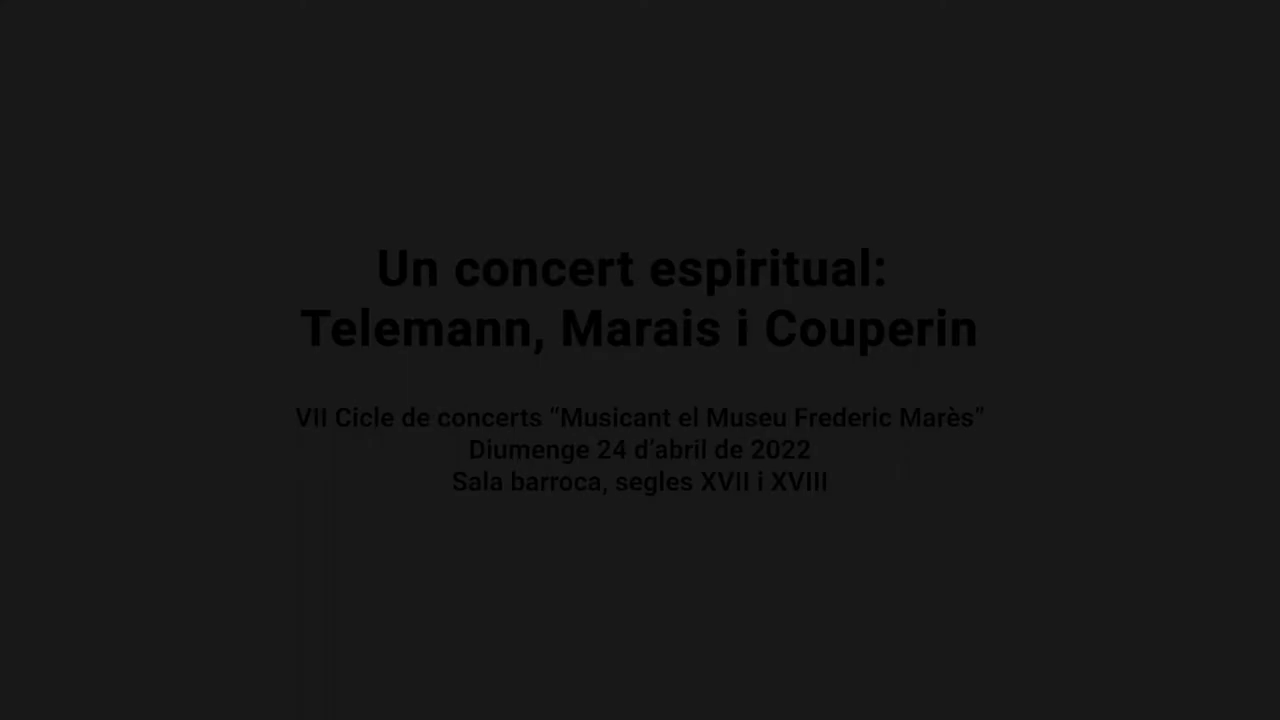 Un concert espiritual:
Telemann, Marais i Couperin
VII Cicle de concerts “Musicant el Museu Frederic Marès”
Diumenge 24 d’abril de 2022
Sala barroca, segles XVII i XVIII